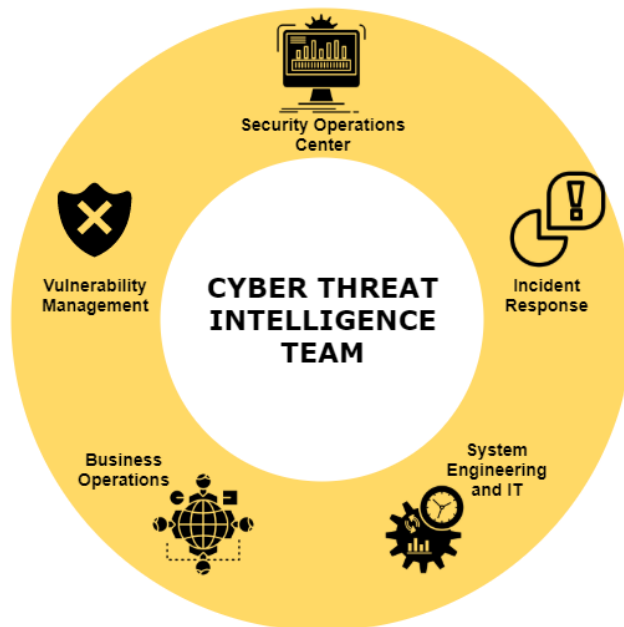 Security Operations
Center
Vulnerability
Management
CYBER THREAT
INTELLIGENCE
TEAM
Incident
Response
Business
Operations
System
Engineering
and IT